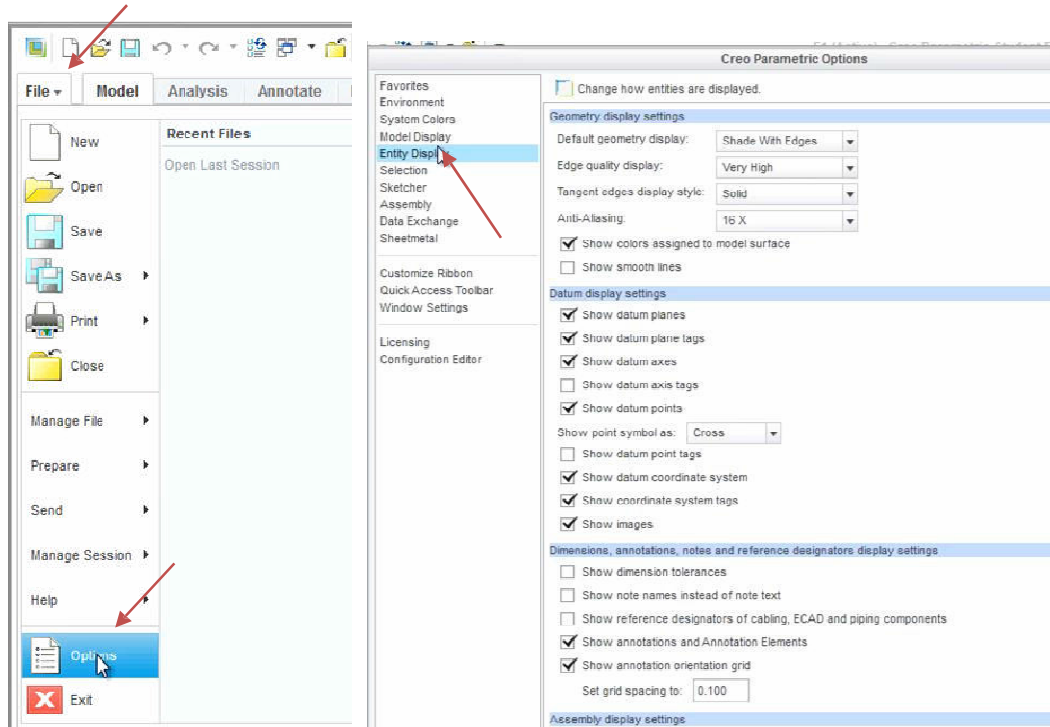 File
Model
Analysis
Annotate
New
Open
Save
Save As
Print
Close
Manage File
Prepare
Send
Manage Session
Help
Options
Exit
Recent Files
Open Last Session
Creo Parametric Options
Favorites
Environment
System Colors
Model Display
Entity Display
Selection
Sketcher
Assembly
Data Exchange
Sheetmetal
Customize Ribbon
Quick Access Toolbar
Window Settings
Licensing
Configuration Editor
Change how entities are displayed.
Geometry display settings
Default geometry display: Shade With Edges
Edge quality display: Very High
Tangent edges display style: Solid
Anti-Aliasing: 16 X
Show colors assigned to model surface
Show smooth lines
Datum display settings
Show datum planes
Show datum plane tags
Show datum axes
Show datum axis tags
Show datum points
Show point symbol as: Cross
Show datum point tags
Show datum coordinate system
Show coordinate system tags
Show images
Dimensions, annotations, notes and reference designators display settings
Show dimension tolerances
Show note names instead of note text
Show reference designators of cabling, ECAD and piping components
Show annotations and Annotation Elements
Show annotation orientation grid
Set grid spacing to: 0.100
Assembly display settings